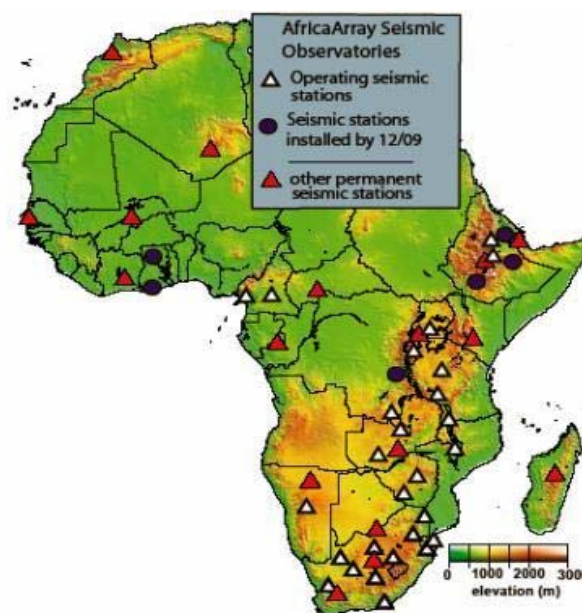 AfricaArray Seismic
Observatories
Operating seismic
stations
Seismic stations
installed by 12/09
other permanent
seismic stations
0 1000 2000 300
elevation (m)